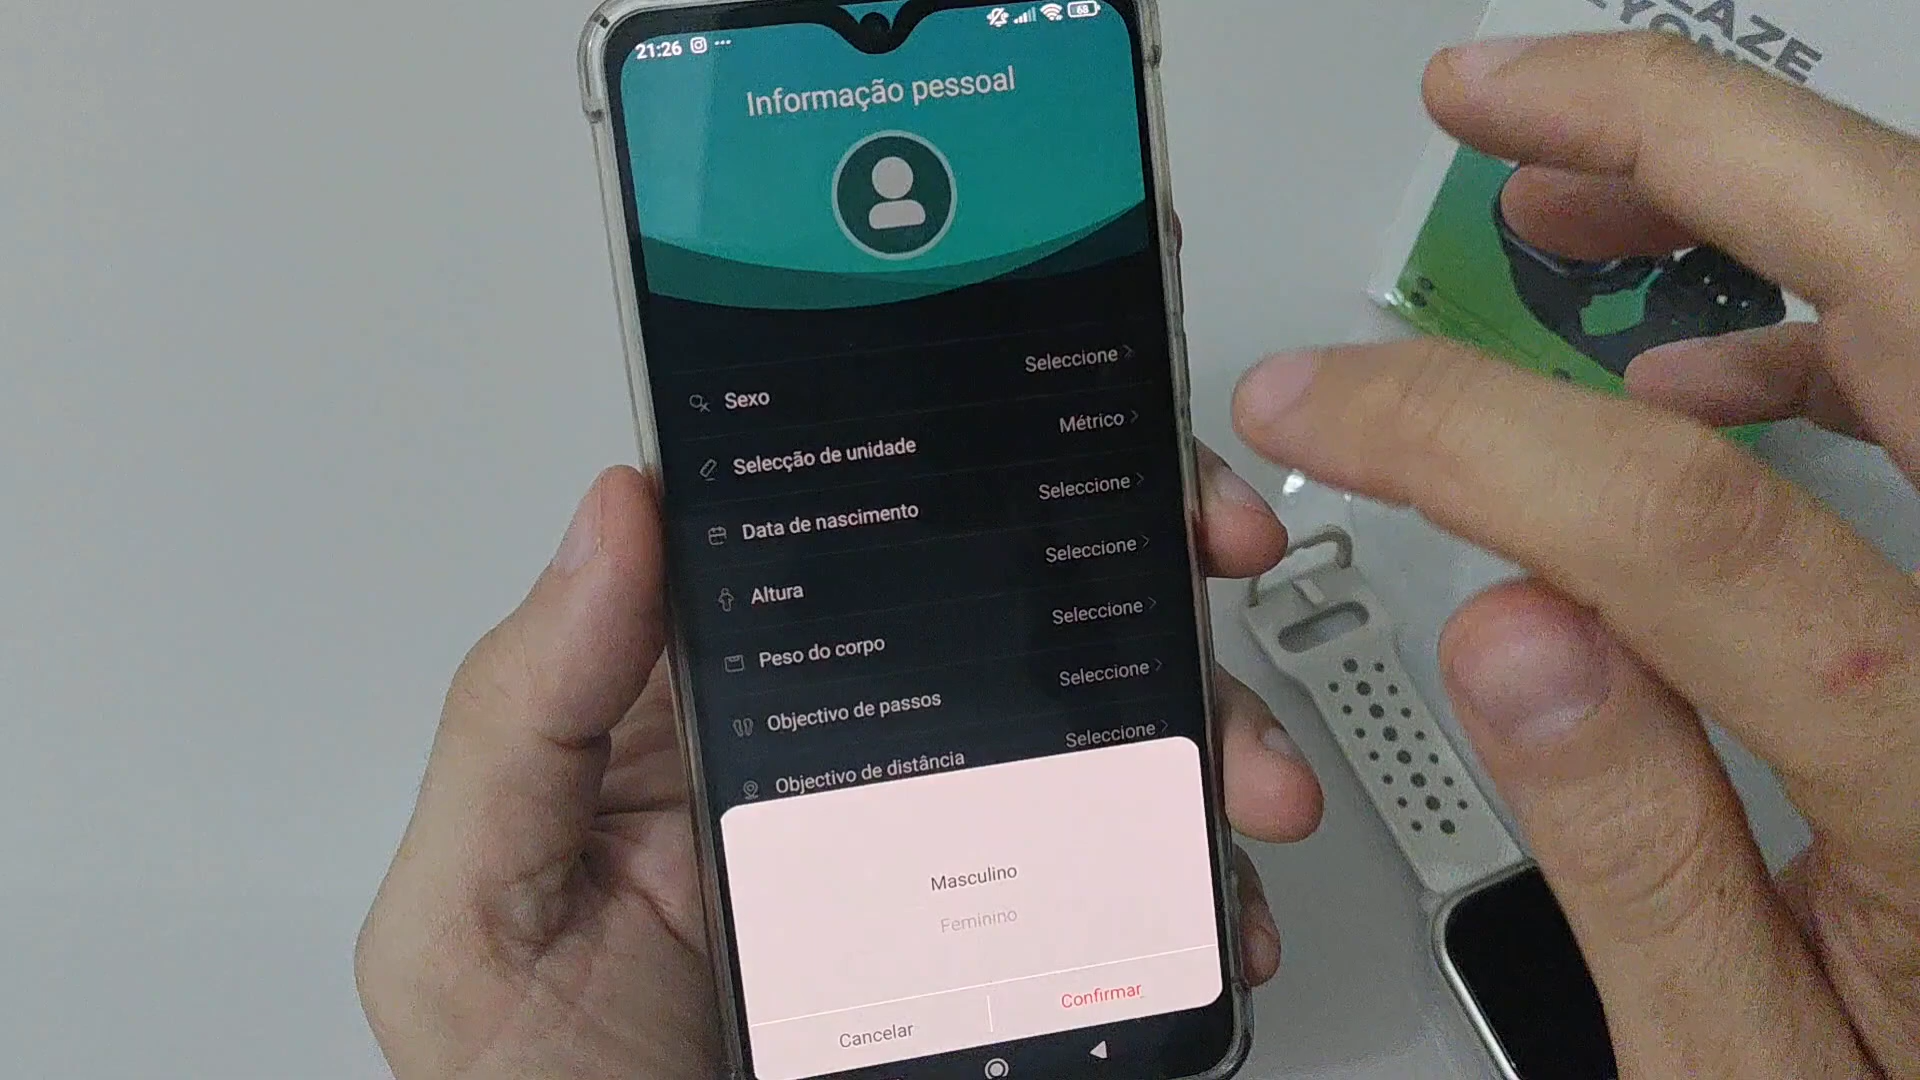 21:26
68
Informação pessoal
Sexo
Seleccione
Selecção de unidade
Métrico
Data de nascimento
Seleccione
Altura
Seleccione
Peso do corpo
Seleccione
Objectivo de passos
Seleccione
Objectivo de distância
Seleccione
Masculino
Feminino
Cancelar
Confirmar